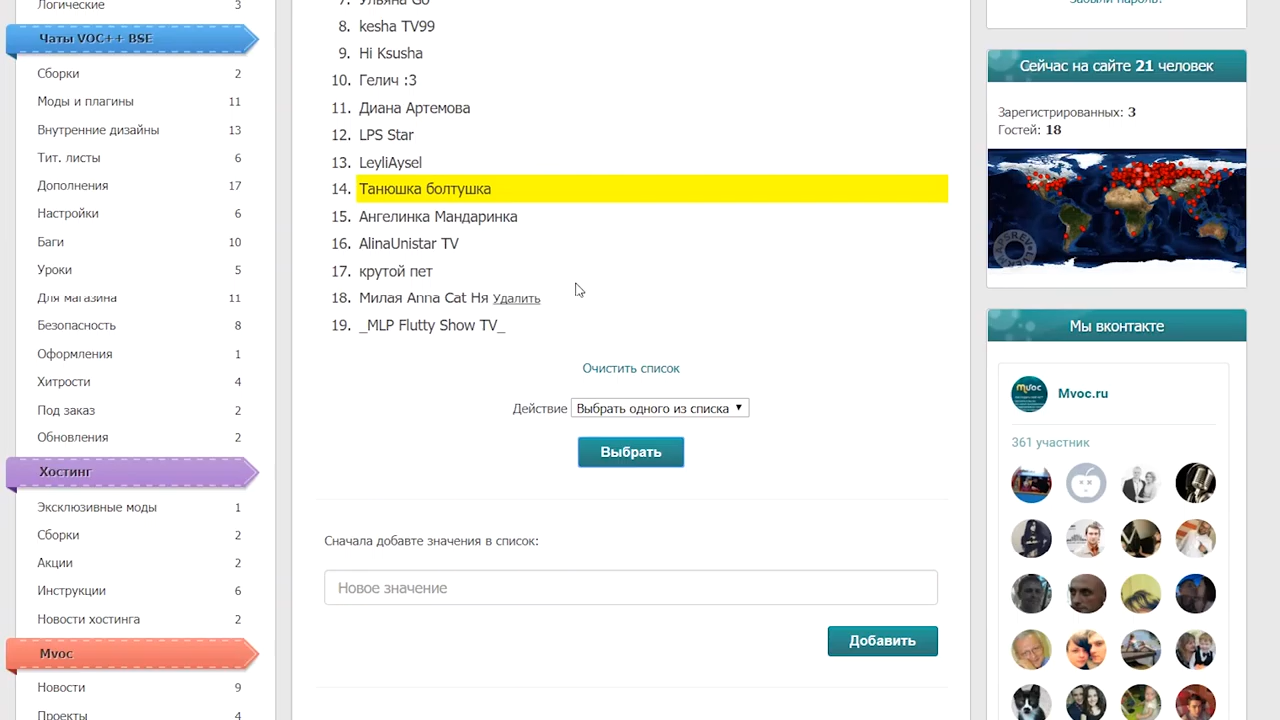 Логические 3
Чаты VOC++ BSE
Сборки 2
Моды и плагины 11
Внутренние дизайны 13
Тит. листы 6
Дополнения 17
Настройки 6
Баги 10
Уроки 5
Для магазина 11
Безопасность 8
Оформления 1
Хитрости 4
Под заказ 2
Обновления 2
Хостинг
Эксклюзивные моды 1
Сборки 2
Акции 2
Инструкции 6
Новости хостинга 2
Mvoc
Новости 9
Проекты 4
7. Ульяна Go
8. kesha TV99
9. Hi Ksusha
10. Гелич :3
11. Диана Артемова
12. LPS Star
13. LeyliAysel
14. Танюшка болтушка
15. Ангелинка Мандаринка
16. AlinaUnistar TV
17. крутой пет
18. Милая Anna Cat Ня Удалить
19. _MLP Flutty Show TV_
Очистить список
Действие Выбрать одного из списка
Выбрать
Сначала добавте значения в список:
Новое значение
Добавить
Забыли пароль?
Сейчас на сайте 21 человек
Зарегистрированных: 3
Гостей: 18
Мы вконтакте
Mvoc
Mvoc.ru
361 участник